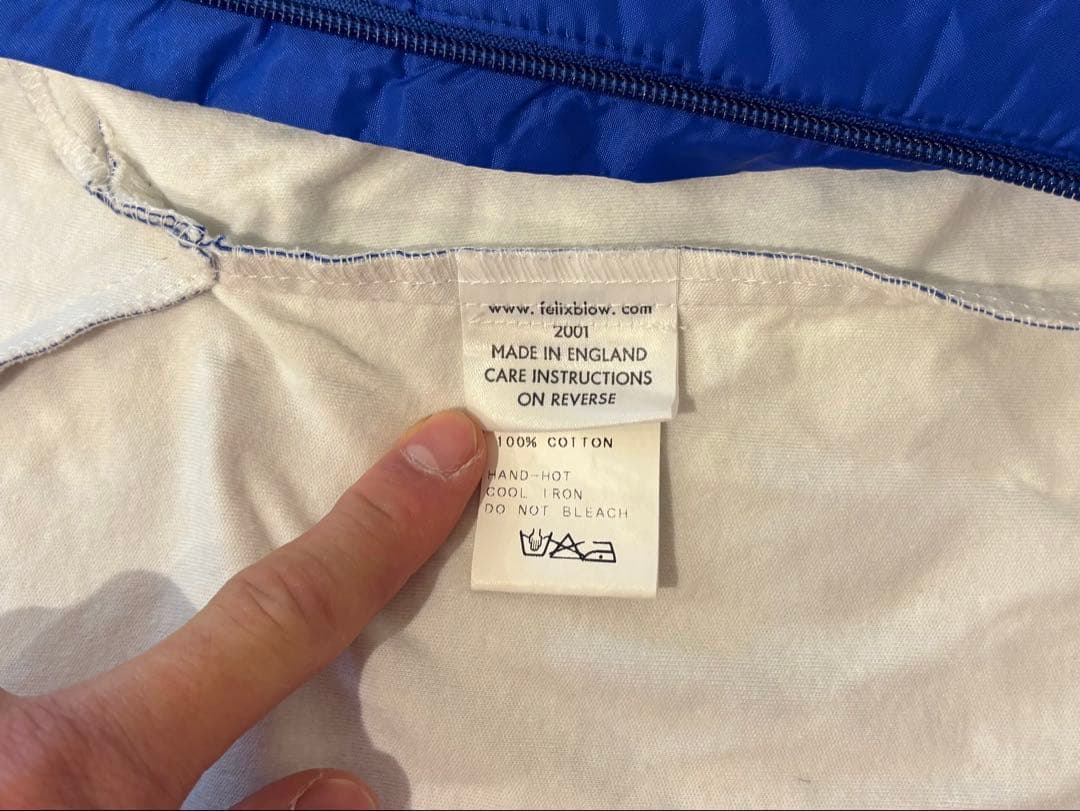 www. felixblow. com
2001
MADE IN ENGLAND
CARE INSTRUCTIONS
ON REVERSE
100% COTTON
HAND-HOT
COOL IRON
DO NOT BLEACH